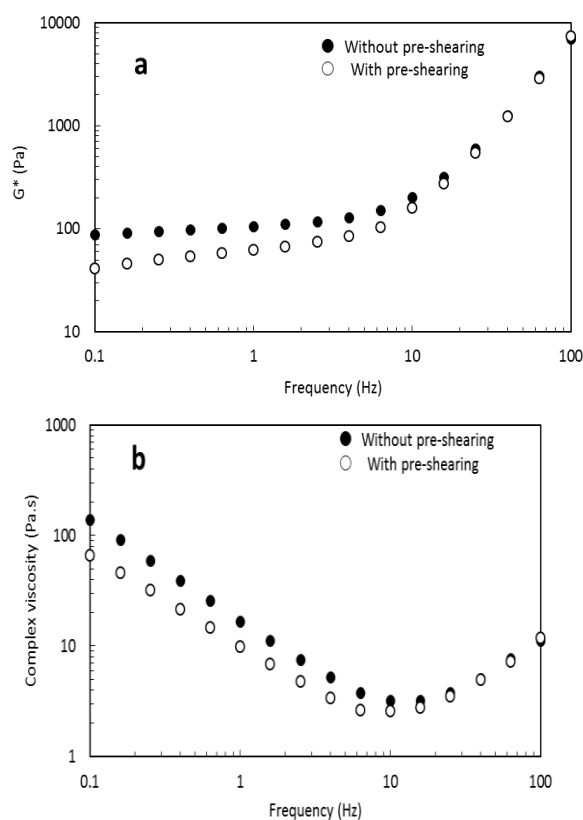 10000
a
Without pre-shearing
With pre-shearing
1000
G* (Pa)
100
10
0.1 1 10 100
Frequency (Hz)
1000
b
Without pre-shearing
With pre-shearing
100
Complex viscosity (Pa.s)
10
1
0.1 1 10 100
Frequency (Hz)